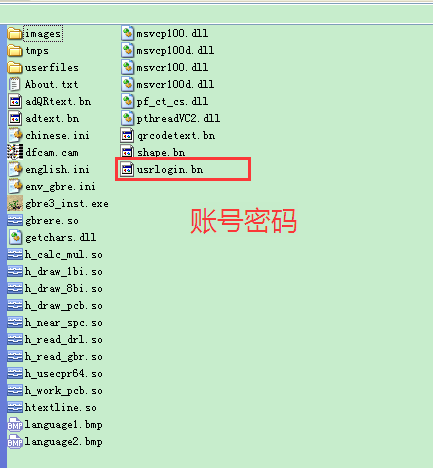 images
tmps
userfiles
About.txt
adQRtext.bn
adtext.bn
chinese.ini
dfcam.cam
english.ini
env_gbre.ini
gbre3_inst.exe
gbrere.so
getchars.dll
h_calc_mul.so
h_draw_1bi.so
h_draw_8bi.so
h_draw_pcb.so
h_near_spc.so
h_read_drl.so
h_read_gbr.so
h_usecpr64.so
h_work_pcb.so
htextline.so
language1.bmp
language2.bmp
msvcp100.dll
msvcp100d.dll
msvcr100.dll
msvcr100d.dll
pf_ct_cs.dll
pthreadVC2.dll
qrcodetext.bn
shape.bn
usrlogin.bn
账号密码